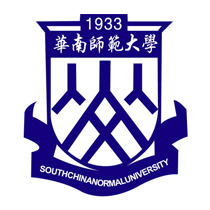 1933
華南師範大學
SOUTHCHINANORMALUNIVERSITY